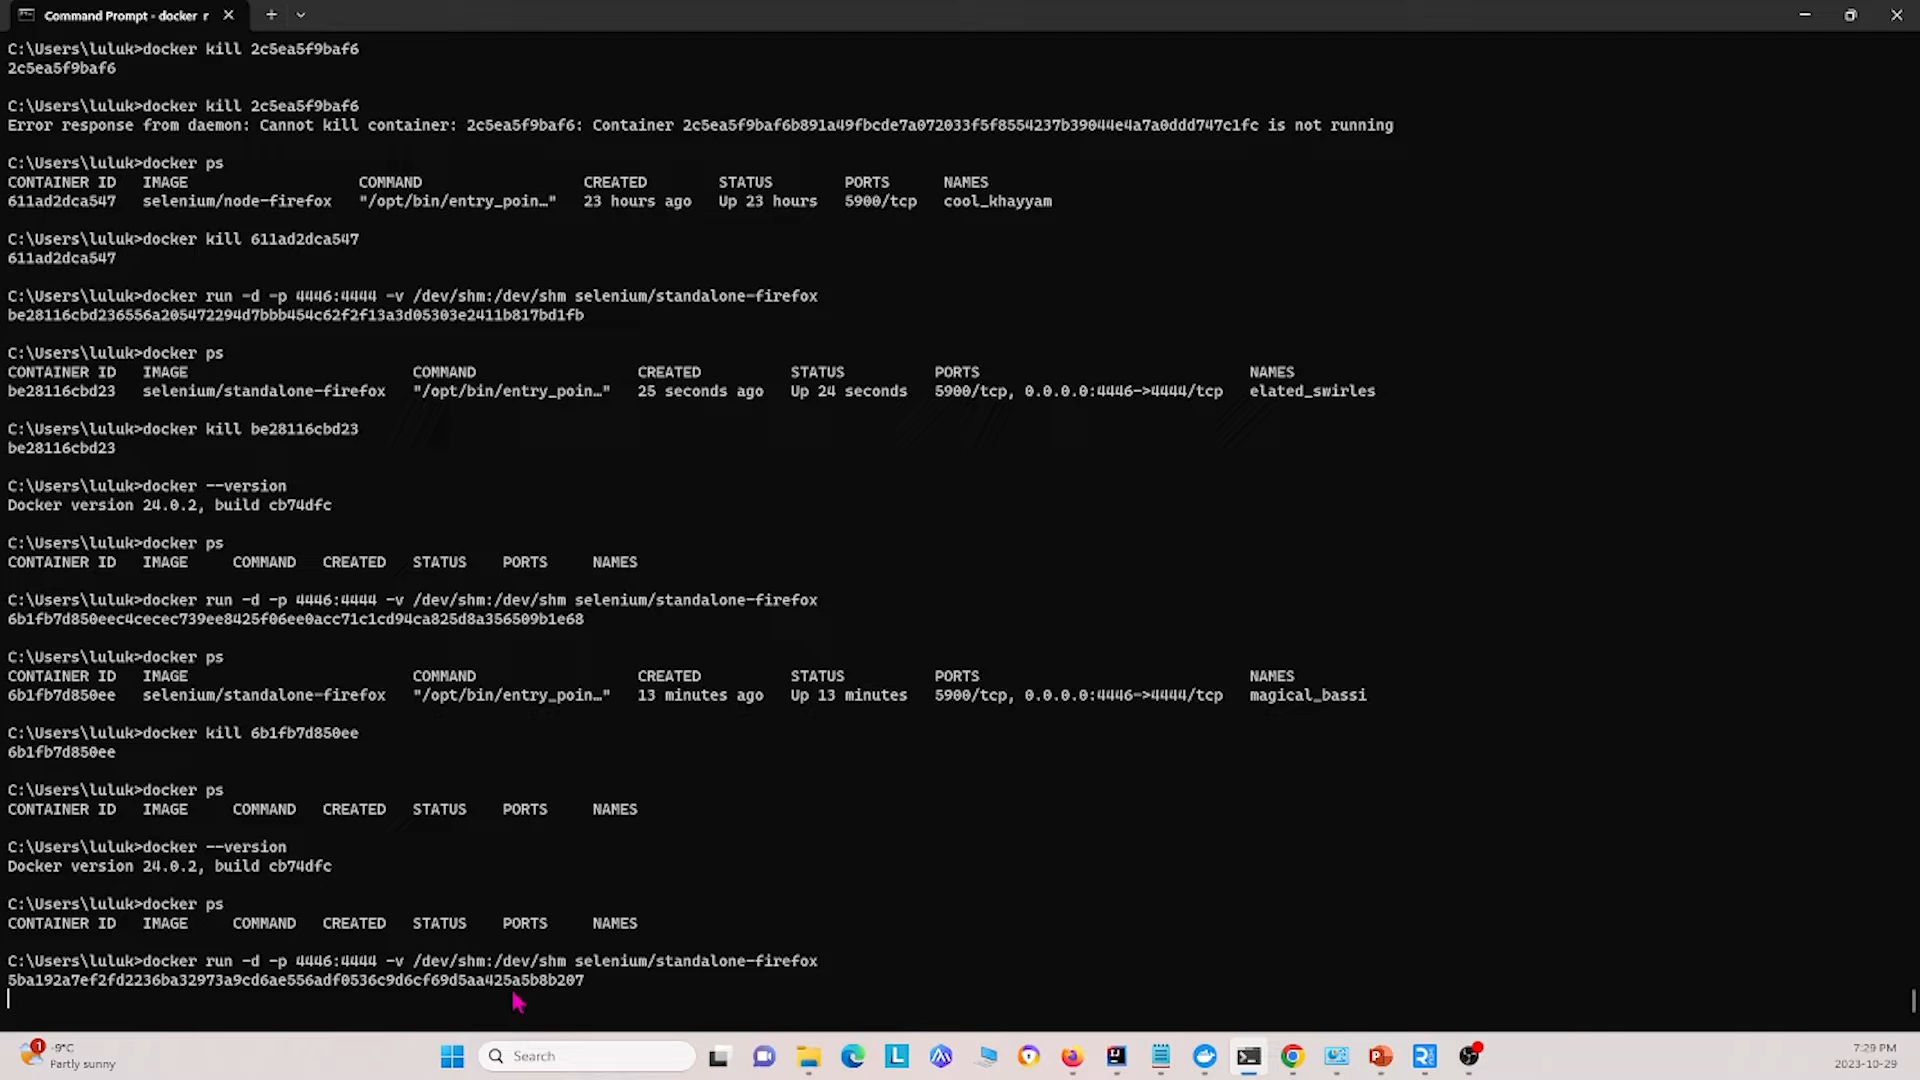 Command Prompt - docker r
C:\Users\luluk>docker kill 2c5ea5f9baf6
2c5ea5f9baf6
C:\Users\luluk>docker kill 2c5ea5f9baf6
Error response from daemon: Cannot kill container: 2c5ea5f9baf6: Container 2c5ea5f9baf6b891a49fbcde7a072033f5f8554237b39044e4a7a0ddd747c1fc is not running
C:\Users\luluk>docker ps
CONTAINER ID IMAGE COMMAND CREATED STATUS PORTS NAMES
611ad2dca547 selenium/node-firefox "/opt/bin/entry_poin…" 23 hours ago Up 23 hours 5900/tcp cool_khayyam
C:\Users\luluk>docker kill 611ad2dca547
611ad2dca547
C:\Users\luluk>docker run -d -p 4446:4444 -v /dev/shm:/dev/shm selenium/standalone-firefox
be28116cbd236556a205472294d7bbb454c62f2f13a3d05303e2411b817bd1fb
C:\Users\luluk>docker ps
CONTAINER ID IMAGE COMMAND CREATED STATUS PORTS NAMES
be28116cbd23 selenium/standalone-firefox "/opt/bin/entry_poin…" 25 seconds ago Up 24 seconds 5900/tcp, 0.0.0.0:4446->4444/tcp elated_swirles
C:\Users\luluk>docker kill be28116cbd23
be28116cbd23
C:\Users\luluk>docker --version
Docker version 24.0.2, build cb74dfc
C:\Users\luluk>docker ps
CONTAINER ID IMAGE COMMAND CREATED STATUS PORTS NAMES
C:\Users\luluk>docker run -d -p 4446:4444 -v /dev/shm:/dev/shm selenium/standalone-firefox
6b1fb7d850eec4cecec739ee8425f06ee0acc71c1cd94ca825d8a356509b1e68
C:\Users\luluk>docker ps
CONTAINER ID IMAGE COMMAND CREATED STATUS PORTS NAMES
6b1fb7d850ee selenium/standalone-firefox "/opt/bin/entry_poin…" 13 minutes ago Up 13 minutes 5900/tcp, 0.0.0.0:4446->4444/tcp magical_bassi
C:\Users\luluk>docker kill 6b1fb7d850ee
6b1fb7d850ee
C:\Users\luluk>docker ps
CONTAINER ID IMAGE COMMAND CREATED STATUS PORTS NAMES
C:\Users\luluk>docker --version
Docker version 24.0.2, build cb74dfc
C:\Users\luluk>docker ps
CONTAINER ID IMAGE COMMAND CREATED STATUS PORTS NAMES
C:\Users\luluk>docker run -d -p 4446:4444 -v /dev/shm:/dev/shm selenium/standalone-firefox
5ba192a7ef2fd2236ba32973a9cd6ae556adf0536c9d6cf69d5aa425a5b8b207
1
-9°C
Partly sunny
Search
7:29 PM
2023-10-29